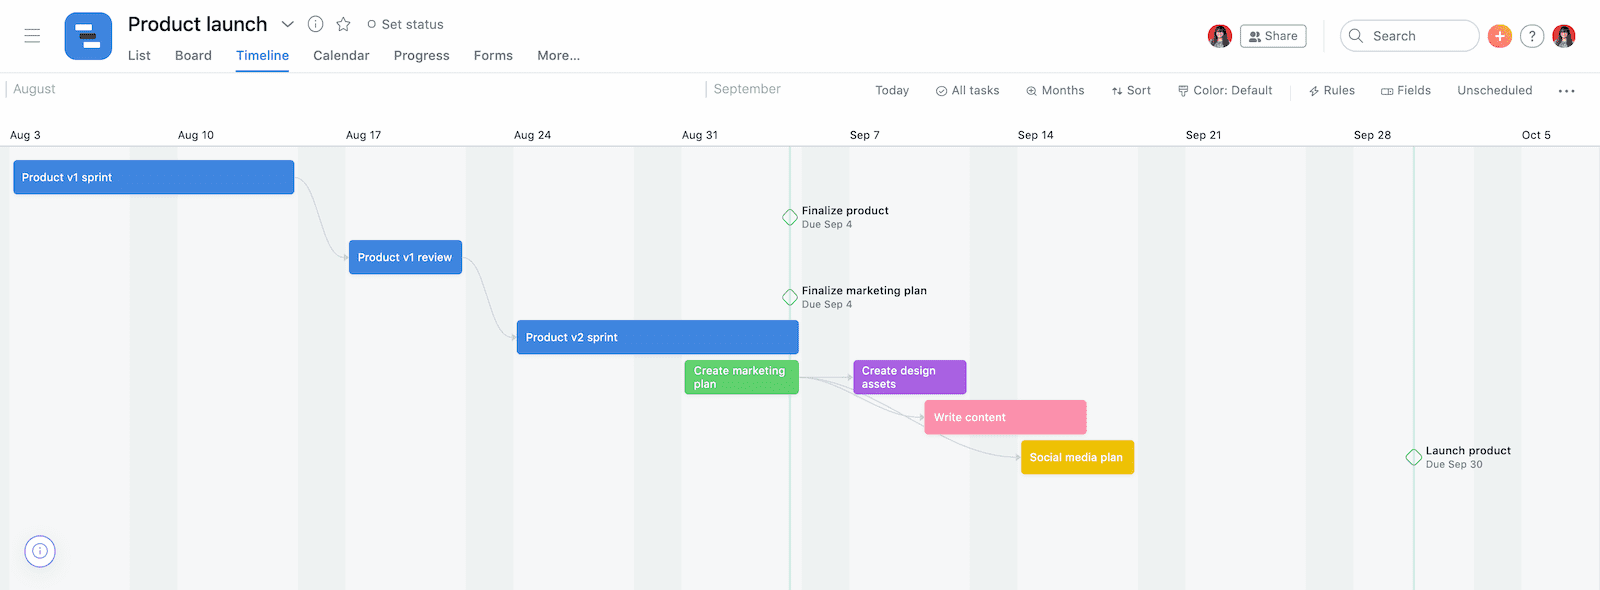 Product launch
Set status
List Board Timeline Calendar Progress Forms More...
Share
Search
?
August September
Today All tasks Months Sort Color: Default Rules Fields Unscheduled
Aug 3 Aug 10 Aug 17 Aug 24 Aug 31 Sep 7 Sep 14 Sep 21 Sep 28 Oct 5
Product v1 sprint
Finalize product
Due Sep 4
Product v1 review
Finalize marketing plan
Due Sep 4
Product v2 sprint
Create marketing
plan
Create design
assets
Write content
Social media plan
Launch product
Due Sep 30